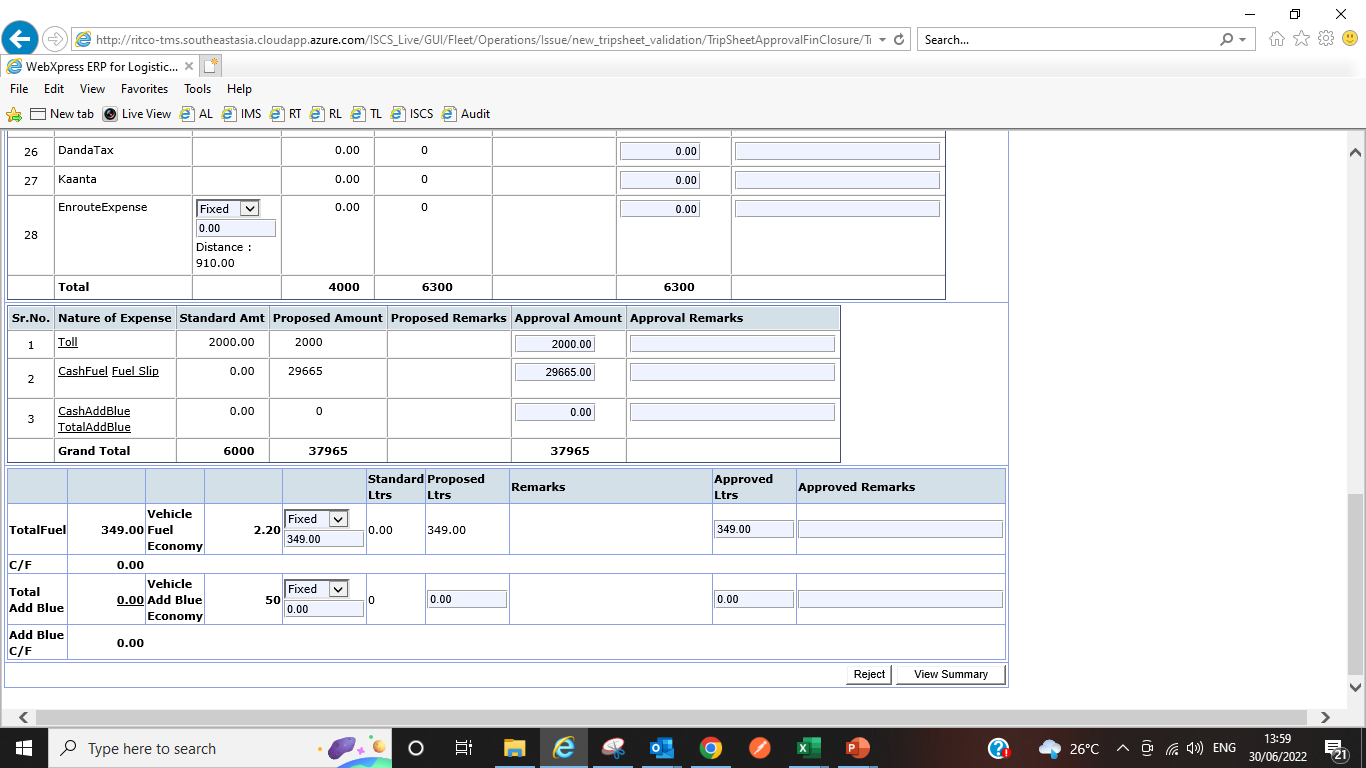 http://ritco-tms.southeastasia.cloudapp.azure.com/ISCS_Live/GUI/Fleet/Operations/Issue/new_tripsheet_validation/TripSheetApprovalFinClosure/Ti
Search...
WebXpress ERP for Logistic...
File Edit View Favorites Tools Help
New tab Live View AL IMS RT RL TL ISCS Audit
26 DandaTax 0.00 0 0.00
27 Kaanta 0.00 0 0.00
28 EnrouteExpense Fixed 0.00 0 0.00
0.00
Distance :
910.00
Total 4000 6300 6300
Sr.No. Nature of Expense Standard Amt Proposed Amount Proposed Remarks Approval Amount Approval Remarks
1 Toll 2000.00 2000 2000.00
2 CashFuel Fuel Slip 0.00 29665 29665.00
3 CashAddBlue 0.00 0 0.00
TotalAddBlue
Grand Total 6000 37965 37965
Standard Ltrs Proposed Ltrs Remarks Approved Ltrs Approved Remarks
TotalFuel 349.00 Vehicle Fuel Economy 2.20 Fixed 349.00 0.00 349.00 349.00
C/F 0.00
Total Add Blue 0.00 Vehicle Add Blue Economy 50 Fixed 0.00 0 0.00 0.00
Add Blue C/F 0.00
Reject View Summary
Type here to search
26°C ENG 13:59
30/06/2022
21